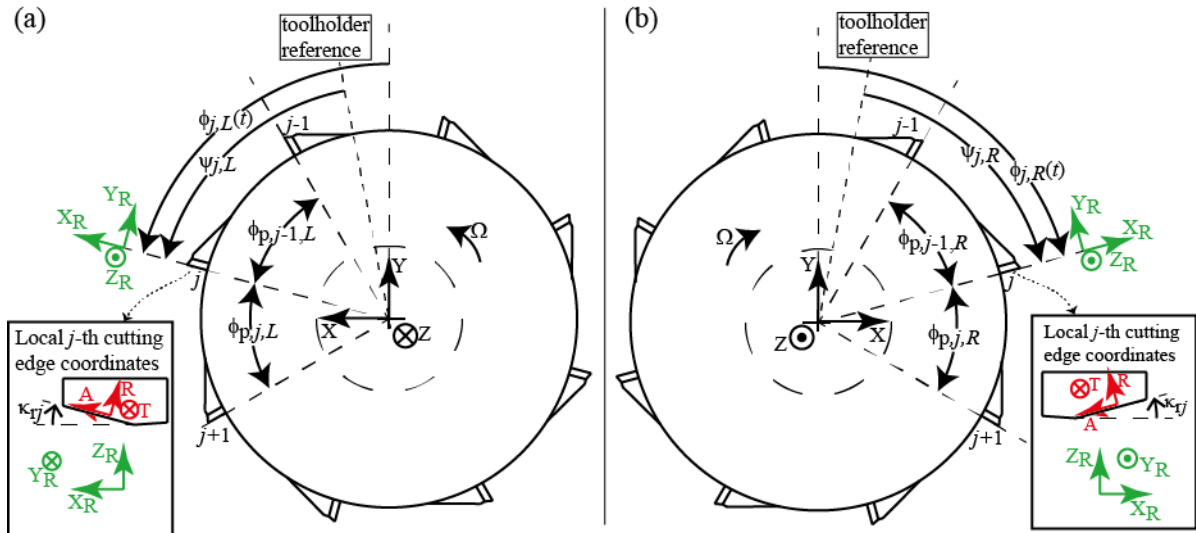 (a)
toolholder
reference
ϕj,L(t)
ψj,L
j-1
YR
XR
ZR
j
ϕp,j-1,L
Ω
Y
X
Z
ϕp,j,L
j+1
Local j-th cutting
edge coordinates
A
R
T
κrj
ZR
YR
XR
(b)
toolholder
reference
j-1
ψj,R
ϕj,R(t)
YR
XR
ZR
j
ϕp,j-1,R
Ω
Y
X
Z
ϕp,j,R
j+1
Local j-th cutting
edge coordinates
T
R
A
κrj
ZR
YR
XR